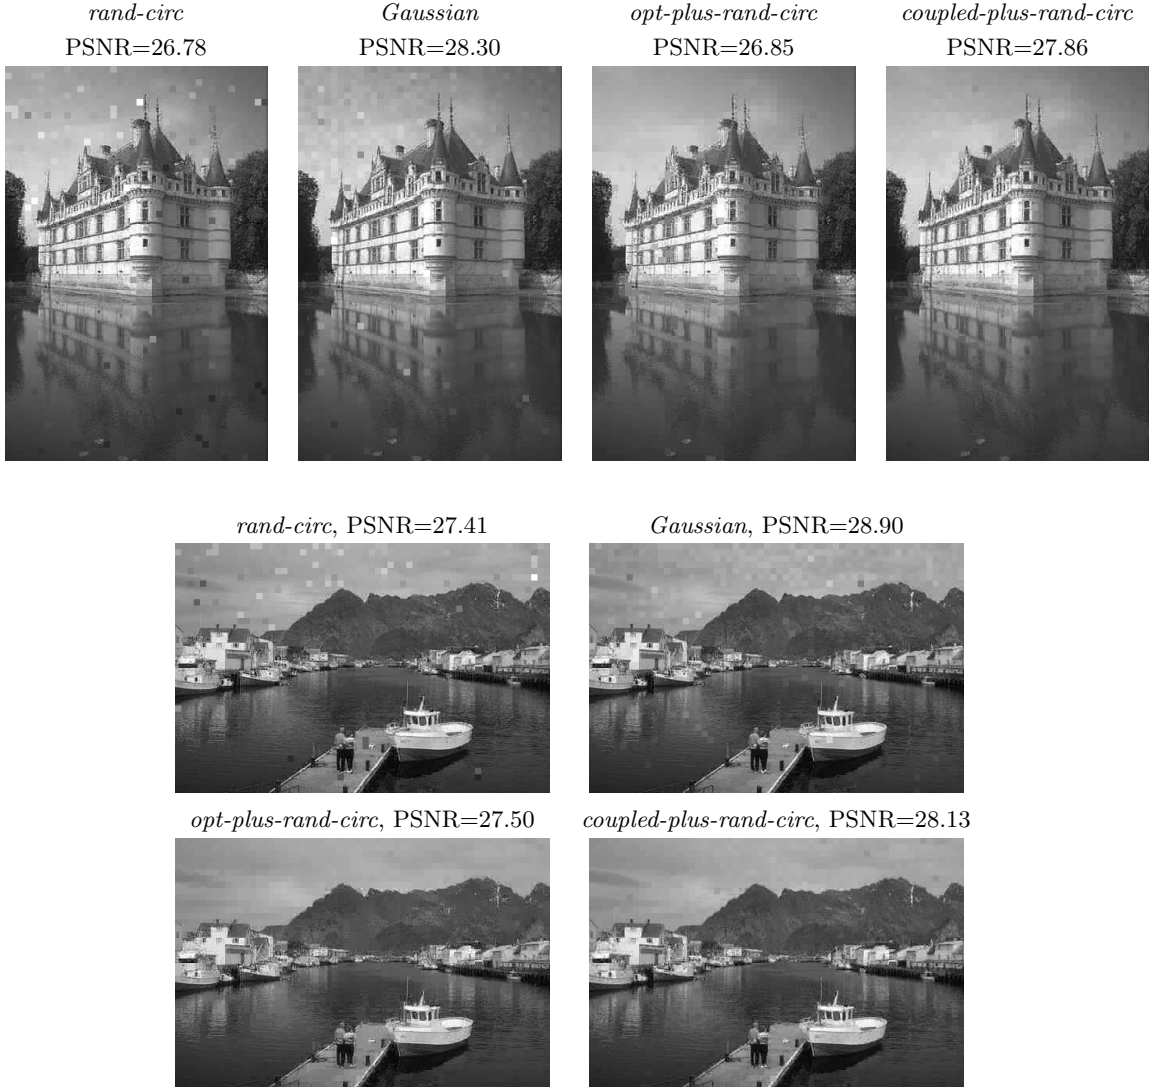 rand-circ Gaussian opt-plus-rand-circ coupled-plus-rand-circ
PSNR=26.78 PSNR=28.30 PSNR=26.85 PSNR=27.86
rand-circ, PSNR=27.41 Gaussian, PSNR=28.90
opt-plus-rand-circ, PSNR=27.50 coupled-plus-rand-circ, PSNR=28.13